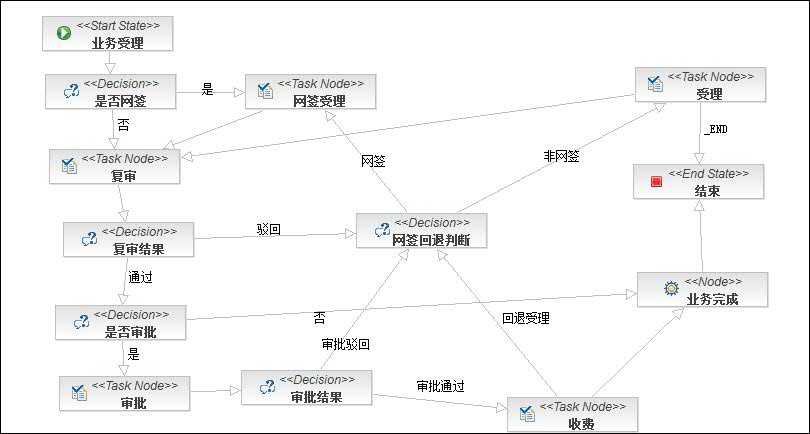 <<Start State>>
业务受理
<<Decision>>
是否网签
是
<<Task Node>>
网签受理
<<Task Node>>
受理
否
_END
<<Task Node>>
复审
网签
非网签
<<End State>>
结束
<<Decision>>
复审结果
驳回
<<Decision>>
网签回退判断
通过
<<Node>>
业务完成
<<Decision>>
是否审批
否
回退受理
是
审批驳回
<<Task Node>>
审批
<<Decision>>
审批结果
审批通过
<<Task Node>>
收费